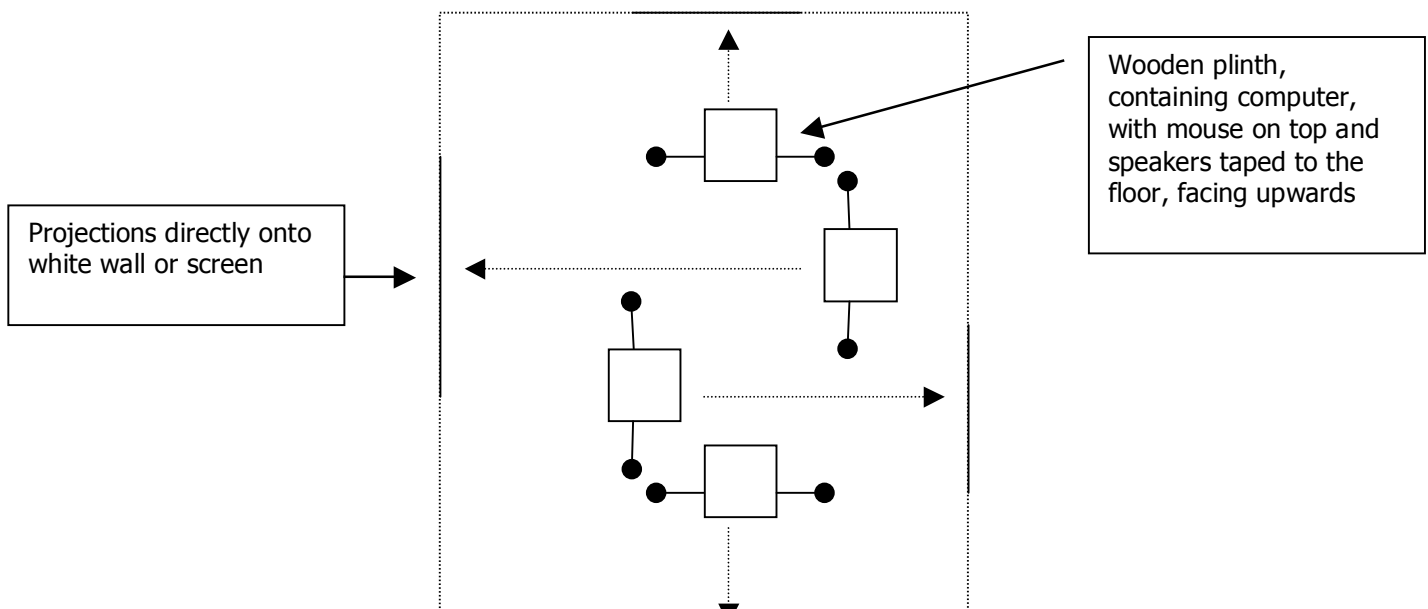 Wooden plinth,
containing computer,
with mouse on top and
speakers taped to the
floor, facing upwards
Projections directly onto
white wall or screen